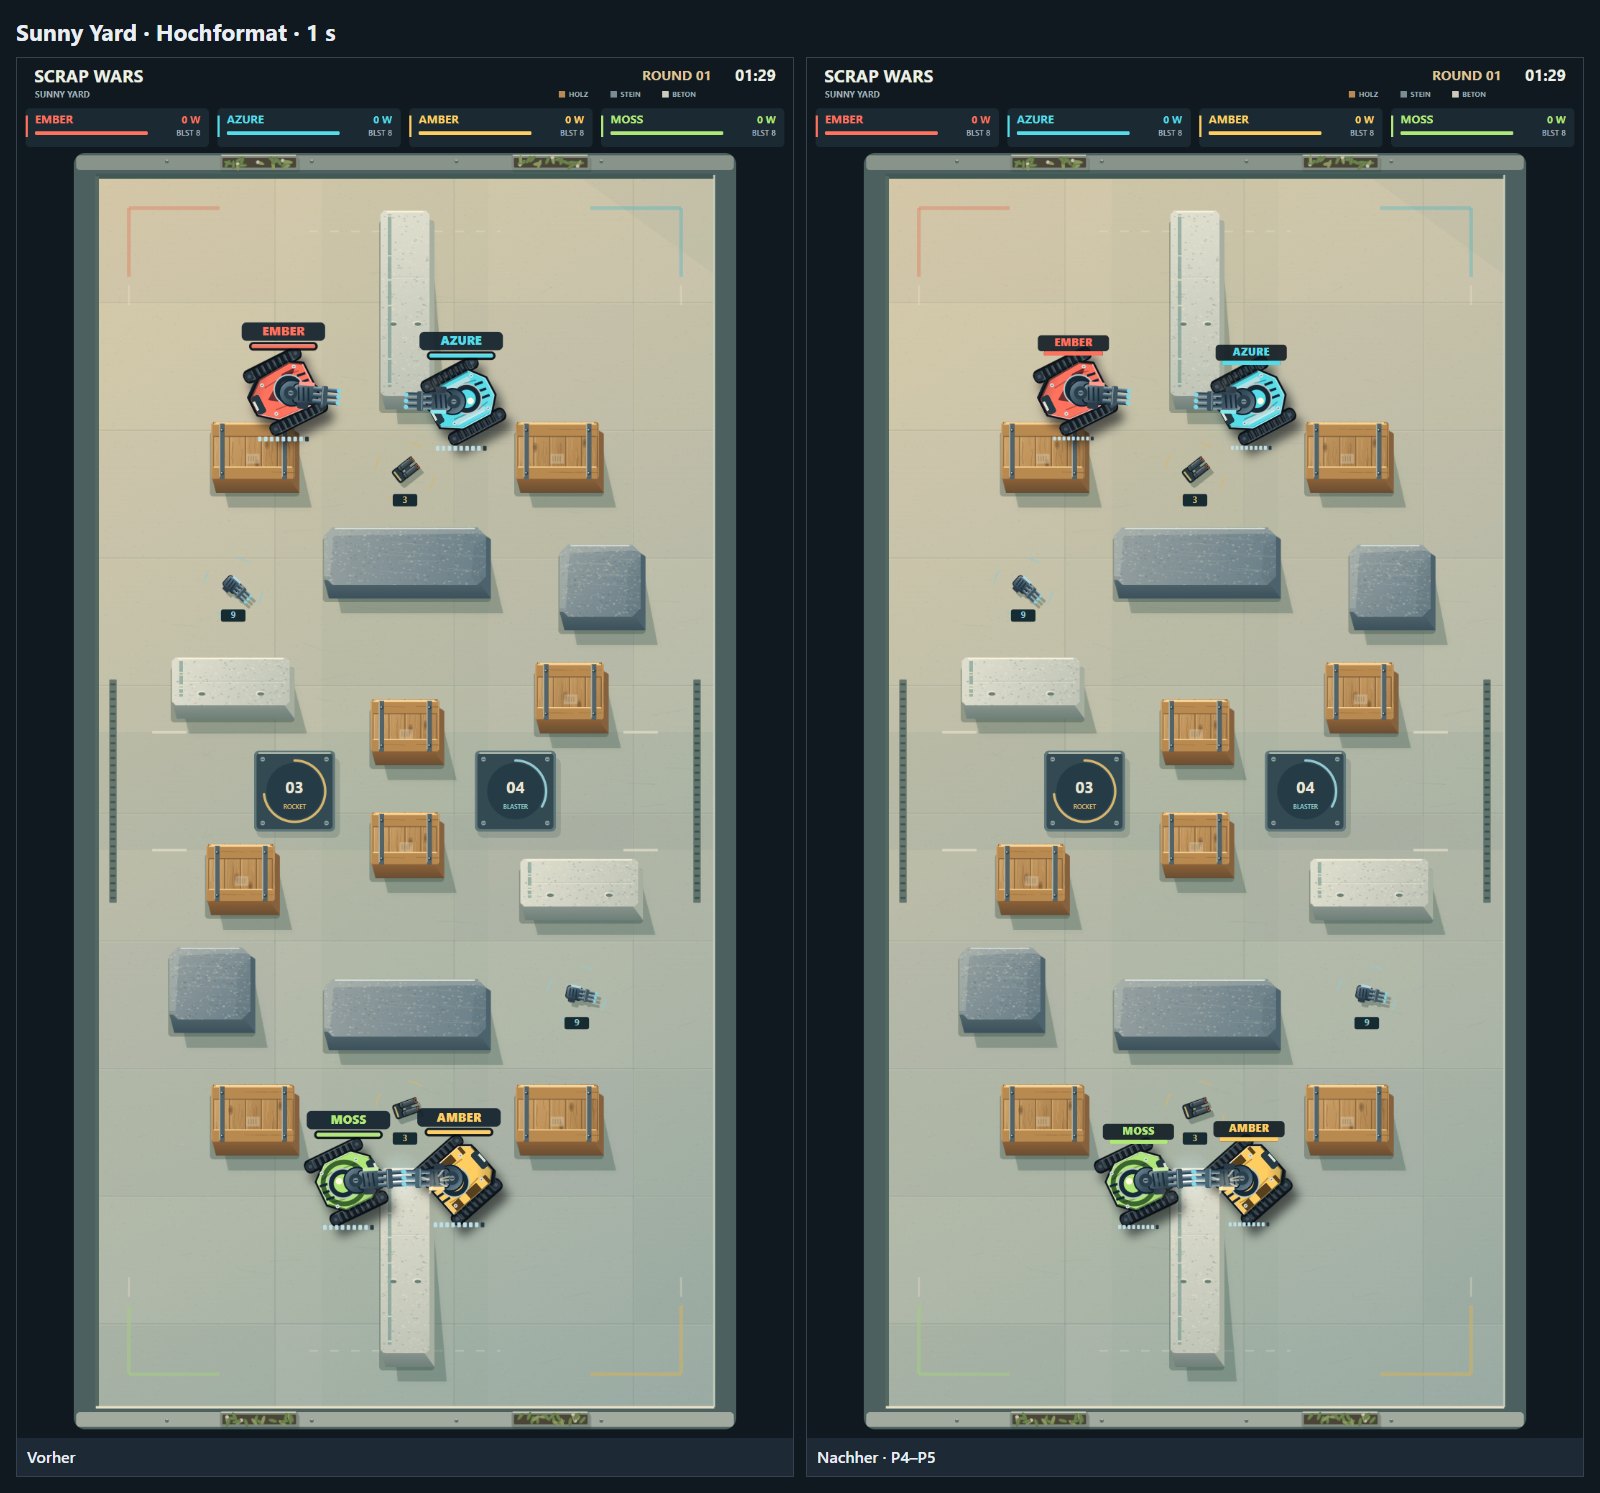 Sunny Yard · Hochformat · 1 s
SCRAP WARS
ROUND 01
01:29
SUNNY YARD
HOLZ
STEIN
BETON
EMBER
0 W
BLST 8
AZURE
0 W
BLST 8
AMBER
0 W
BLST 8
MOSS
0 W
BLST 8
EMBER
AZURE
3
9
03
ROCKET
04
BLASTER
9
MOSS
AMBER
3
Vorher
SCRAP WARS
ROUND 01
01:29
SUNNY YARD
HOLZ
STEIN
BETON
EMBER
0 W
BLST 8
AZURE
0 W
BLST 8
AMBER
0 W
BLST 8
MOSS
0 W
BLST 8
EMBER
AZURE
3
9
03
ROCKET
04
BLASTER
9
MOSS
AMBER
3
Nachher · P4–P5